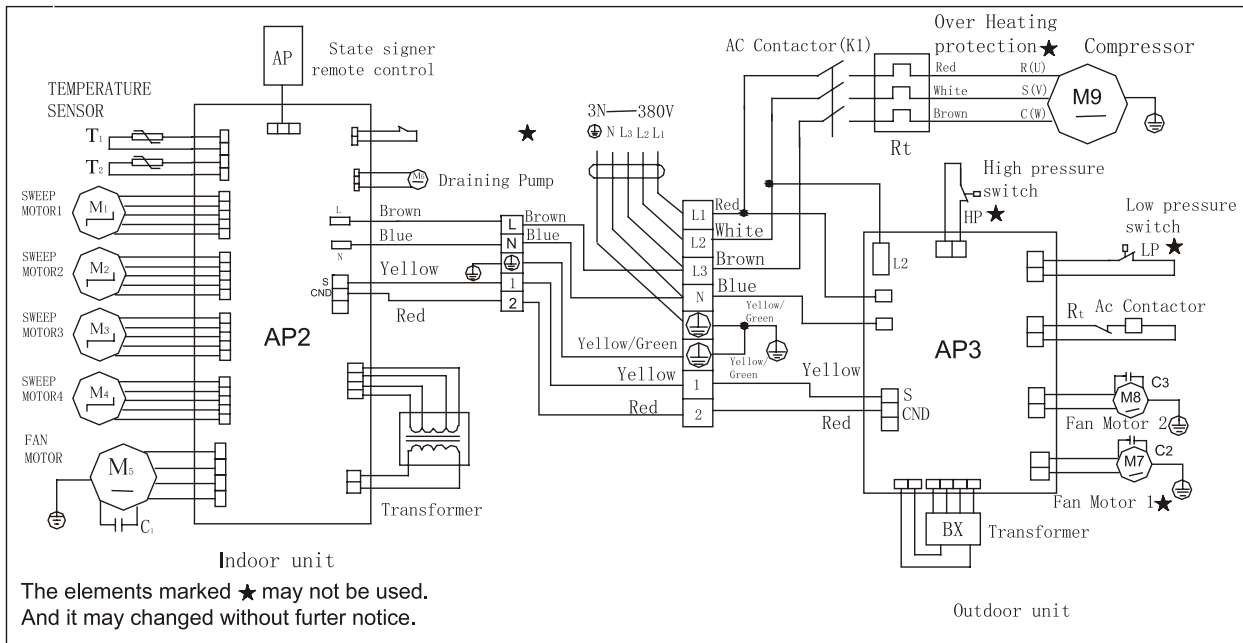 AP
State signer
remote control
TEMPERATURE
SENSOR
T1
T2
SWEEP
MOTOR1
M1
SWEEP
MOTOR2
M2
SWEEP
MOTOR3
M3
SWEEP
MOTOR4
M4
FAN
MOTOR
M5
C1
AP2
★
M6
Draining Pump
L
Brown
N
Blue
S
CND
Yellow
Red
Transformer
Indoor unit
L
N
1
2
Brown
Blue
3N—380V
N L3 L2 L1
L1
L2
L3
N
1
2
Red
White
Brown
Blue
Yellow/
Green
Yellow/
Green
Yellow/Green
Yellow
Red
Yellow
Red
AC Contactor(K1)
Over Heating
protection★
Compressor
Red
R(U)
White
S(V)
Brown
C(W)
M9
Rt
High pressure
switch
HP★
Low pressure
switch
LP★
L2
Rt
Ac Contactor
AP3
S
CND
C3
M8
Fan Motor 2
C2
M7
Fan Motor 1★
BX
Transformer
Outdoor unit
The elements marked ★ may not be used.
And it may changed without furter notice.